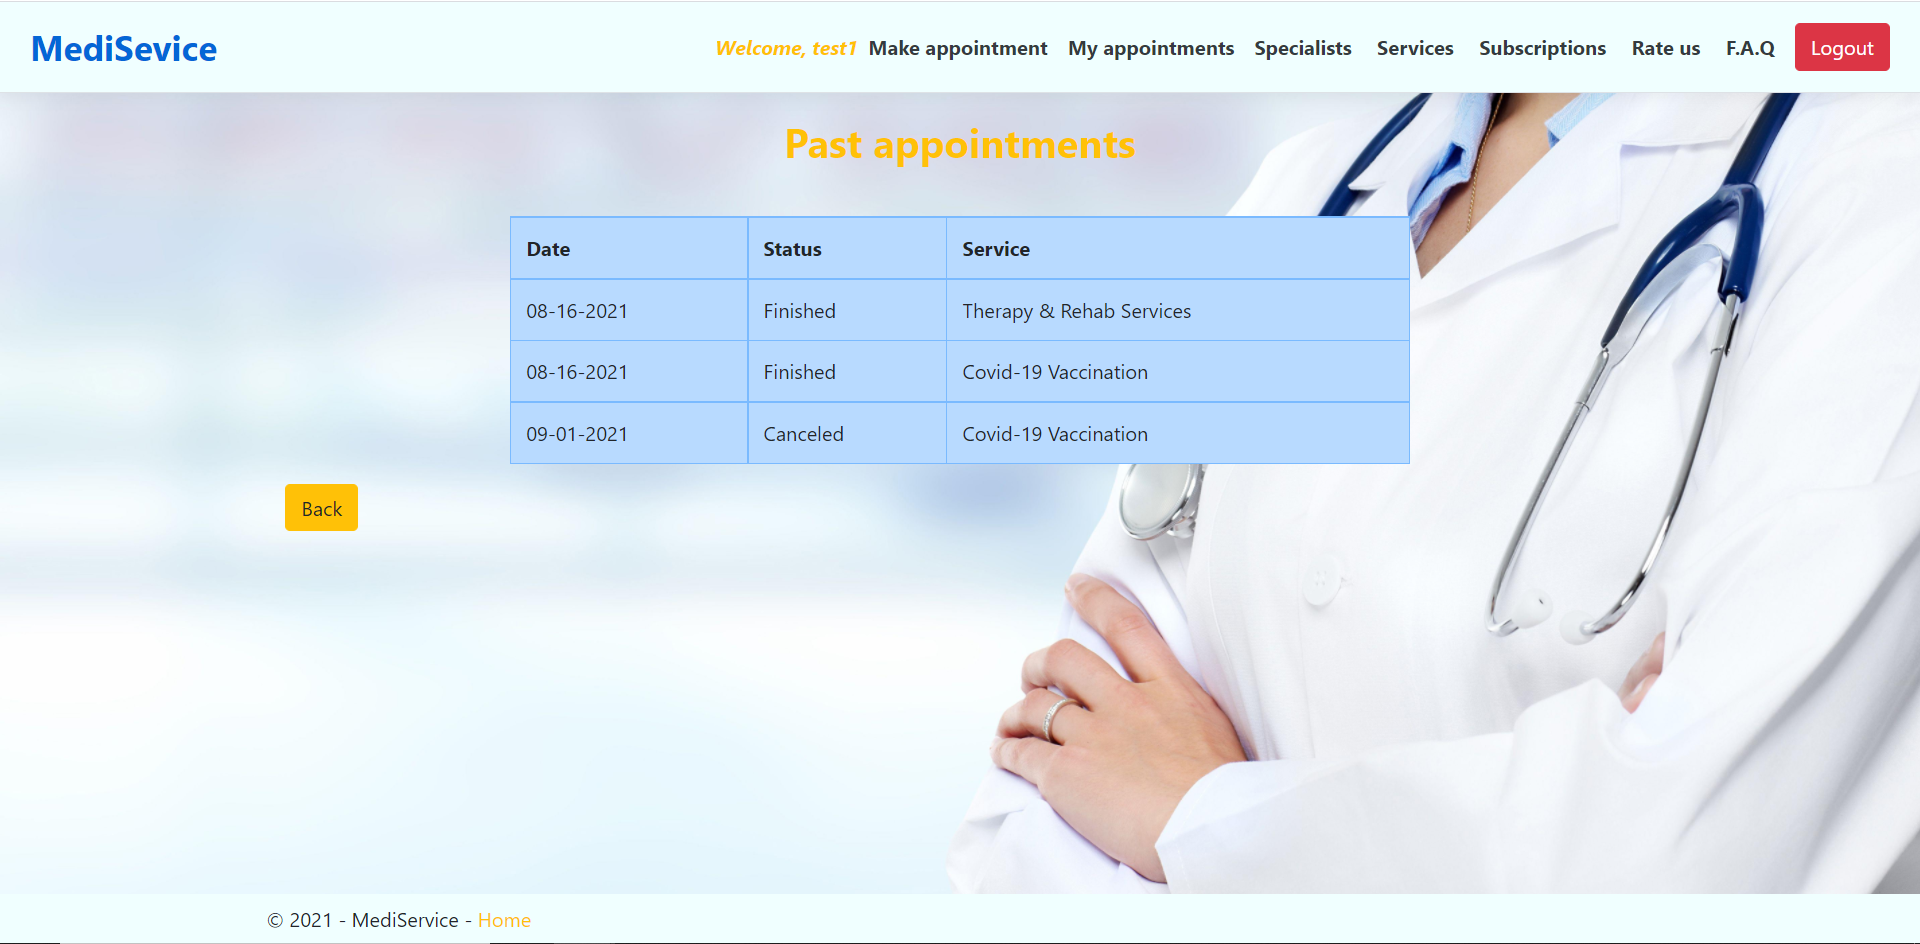 MediSevice
Welcome, test1 Make appointment My appointments Specialists Services Subscriptions Rate us F.A.Q Logout
Past appointments
Date Status Service
08-16-2021 Finished Therapy & Rehab Services
08-16-2021 Finished Covid-19 Vaccination
09-01-2021 Canceled Covid-19 Vaccination
Back
© 2021 - MediService - Home